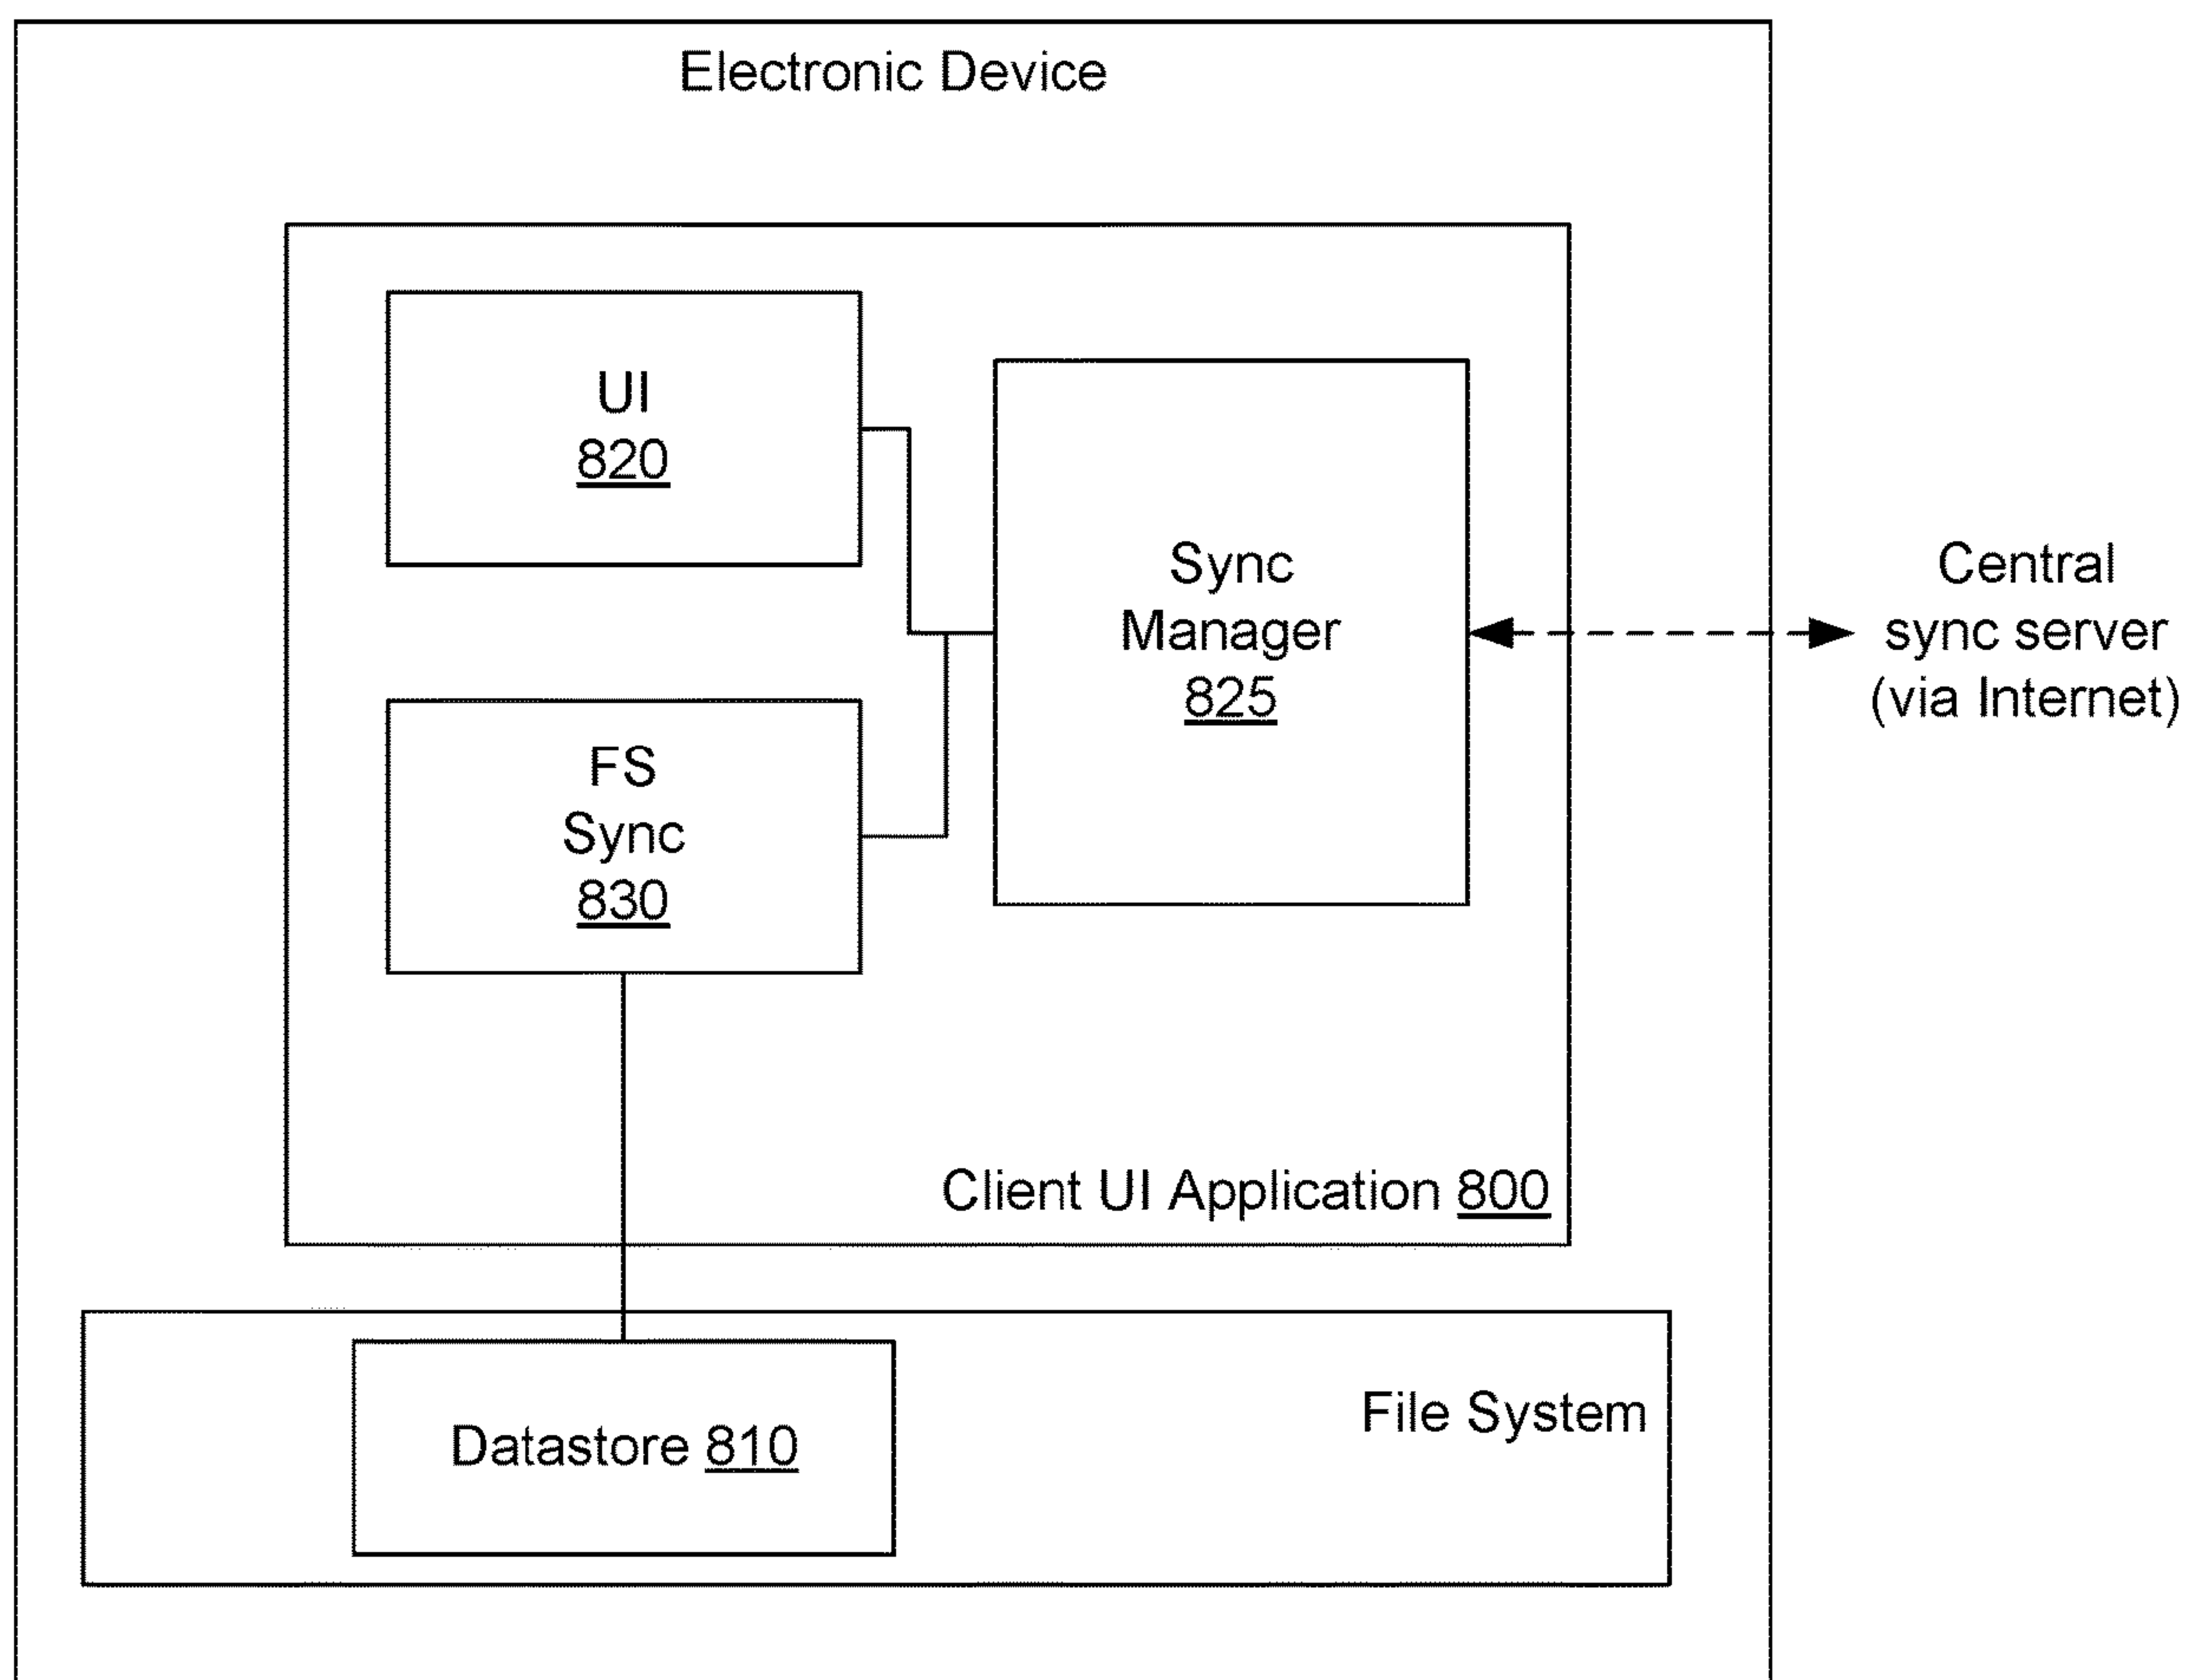 Electronic Device
UI
820
Sync
Manager
825
FS
Sync
830
Central
sync server
(via Internet)
Client UI Application 800
File System
Datastore 810